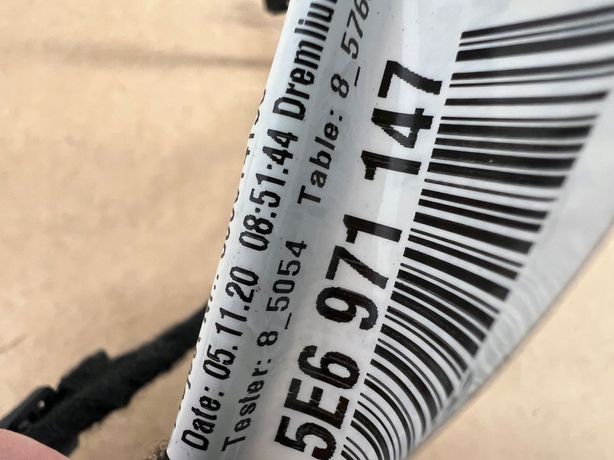 Date: 05.11.20 08:51:44 Dremliu
Tester: 8_5054 Table: 8_576
5E6 971 147